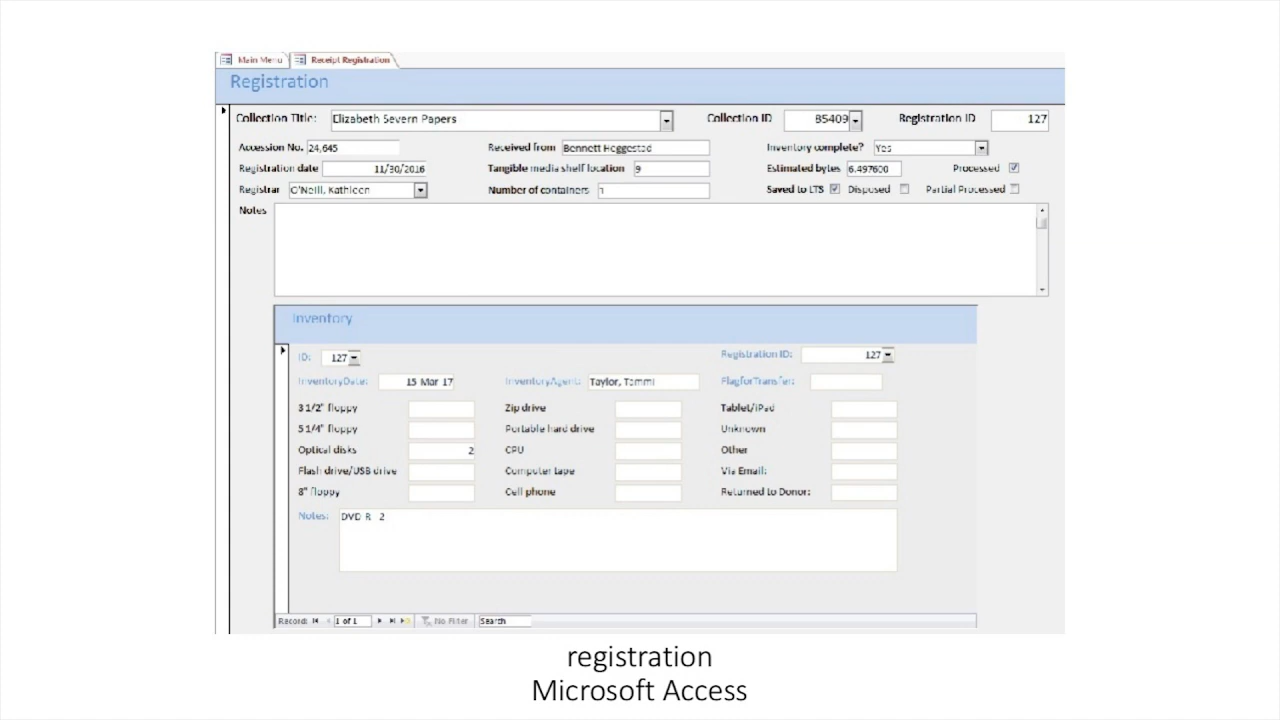 Main Menu Receipt Registration
Registration
Collection Title: Elizabeth Severn Papers Collection ID 85409 Registration ID 127
Accession No. 24,645 Received from Bennett Heggestad Inventory complete? Yes
Registration date 11/30/2016 Tangible media shelf location 9 Estimated bytes 6.497600 Processed
Registrar O'Neill, Kathleen Number of containers 1 Saved to LTS Disposed Partial Processed
Notes
Inventory
ID: 127 Registration ID: 127
InventoryDate: 15 Mar 17 InventoryAgent: Taylor, Tammi FlagforTransfer:
3 1/2" floppy Zip drive Tablet/iPad
5 1/4" floppy Portable hard drive Unknown
Optical disks 2 CPU Other
Flash drive/USB drive Computer tape Via Email:
8" floppy Cell phone Returned to Donor:
Notes: DVD R 2
Record: 1 of 1 No Filter Search
registration
Microsoft Access